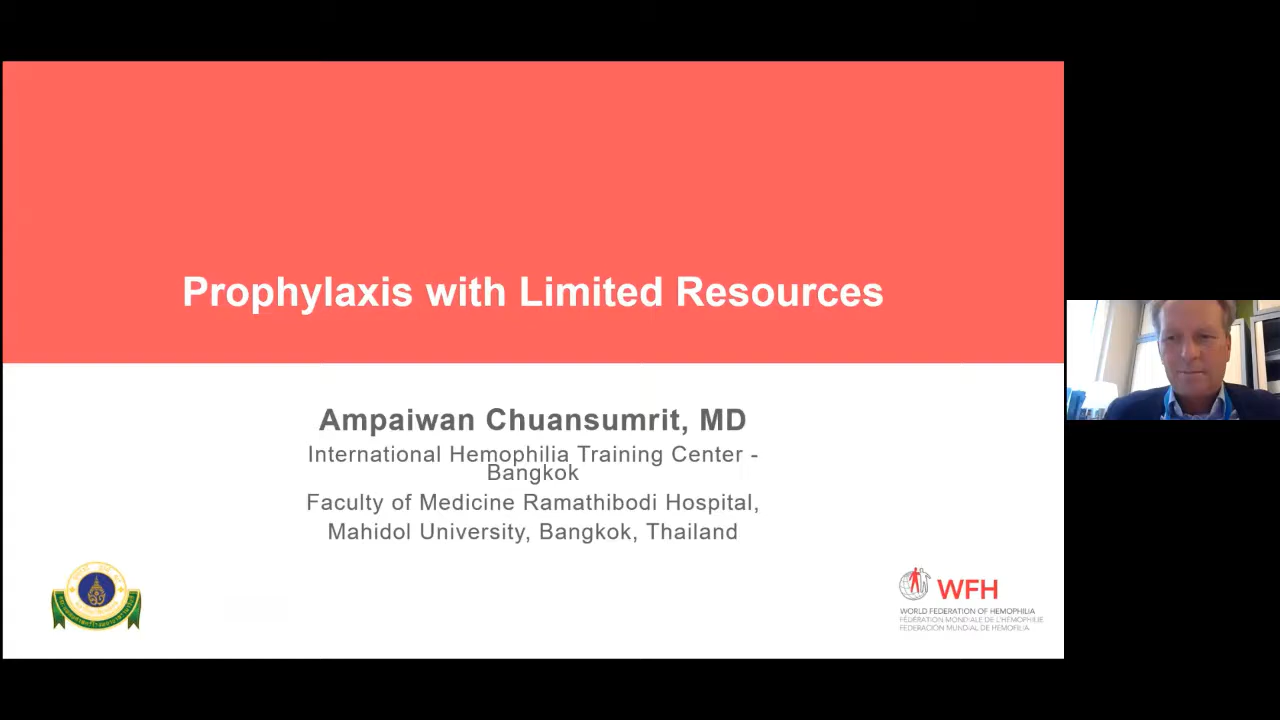 Prophylaxis with Limited Resources
Ampaiwan Chuansumrit, MD
International Hemophilia Training Center -
Bangkok
Faculty of Medicine Ramathibodi Hospital,
Mahidol University, Bangkok, Thailand
WFH
WORLD FEDERATION OF HEMOPHILIA
FÉDÉRATION MONDIALE DE L'HÉMOPHILIE
FEDERACIÓN MUNDIAL DE HEMOFILIA